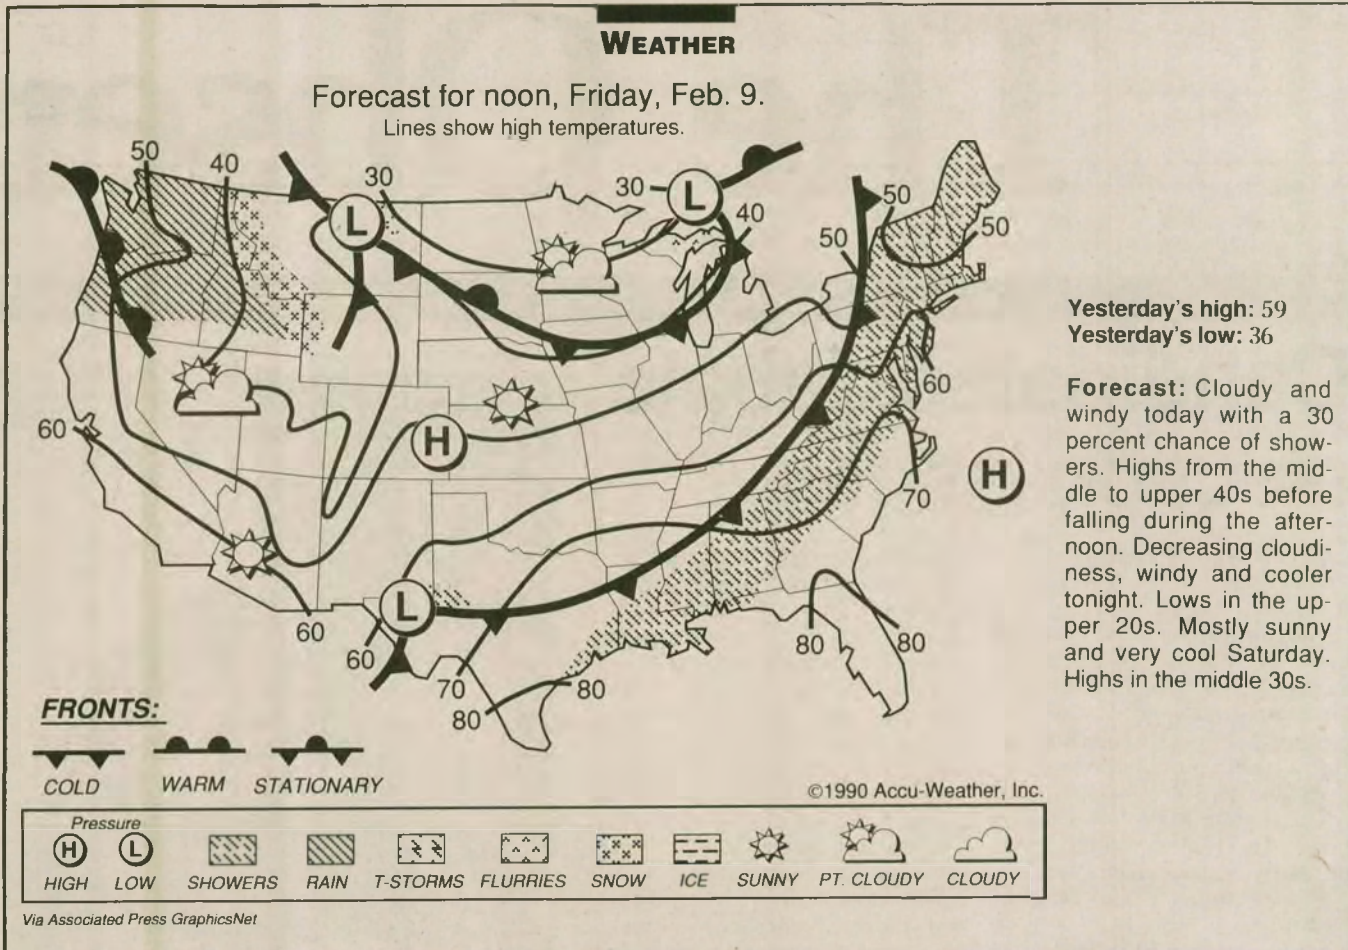 WEATHER
Forecast for noon, Friday, Feb. 9.
Lines show high temperatures.
50
40
30
30
L
L
40
50
50
50
60
H
60
H
70
60
L
60
70
80
80
80
80
FRONTS:
COLD
WARM
STATIONARY
©1990 Accu-Weather, Inc.
Pressure
H
L
HIGH
LOW
SHOWERS
RAIN
T-STORMS
FLURRIES
SNOW
ICE
SUNNY
PT. CLOUDY
CLOUDY
Via Associated Press GraphicsNet
Yesterday's high: 59
Yesterday's low: 36
Forecast: Cloudy and
windy today with a 30
percent chance of show-
ers. Highs from the mid-
dle to upper 40s before
falling during the after-
noon. Decreasing cloudi-
ness, windy and cooler
tonight. Lows in the up-
per 20s. Mostly sunny
and very cool Saturday.
Highs in the middle 30s.